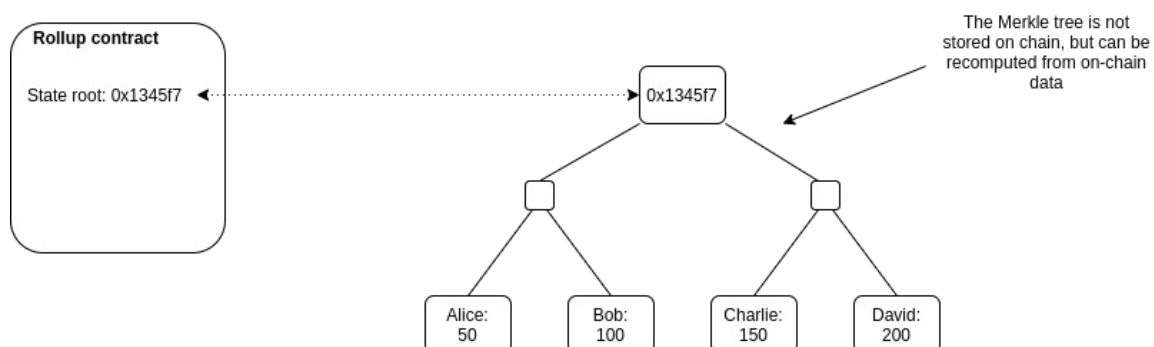 Rollup contract
State root: 0x1345f7
The Merkle tree is not
stored on chain, but can be
recomputed from on-chain
data
0x1345f7
Alice:
50
Bob:
100
Charlie:
150
David:
200